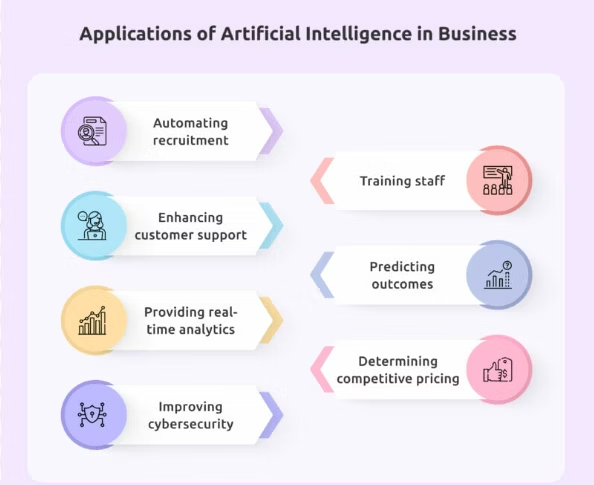 Applications of Artificial Intelligence in Business
Automating
recruitment
Training staff
Enhancing
customer support
Predicting
outcomes
Providing real-
time analytics
Determining
competitive pricing
Improving
cybersecurity